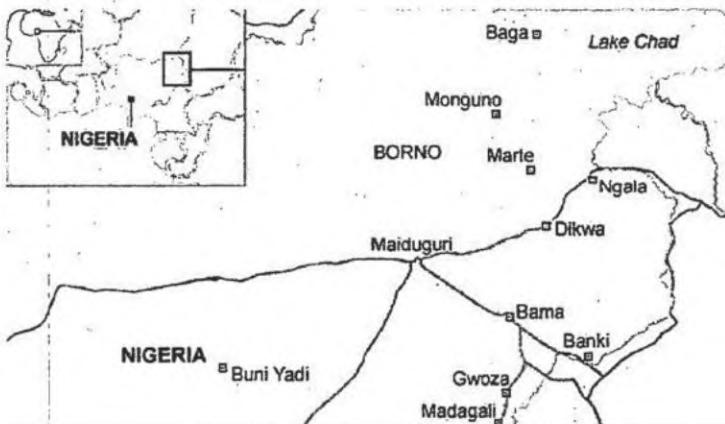 Baga
Lake Chad
Monguno
NIGERIA
BORNO
Marte
Ngala
Dikwa
Maiduguri
Bama
NIGERIA
Banki
Buni Yadi
Gwoza
Madagali